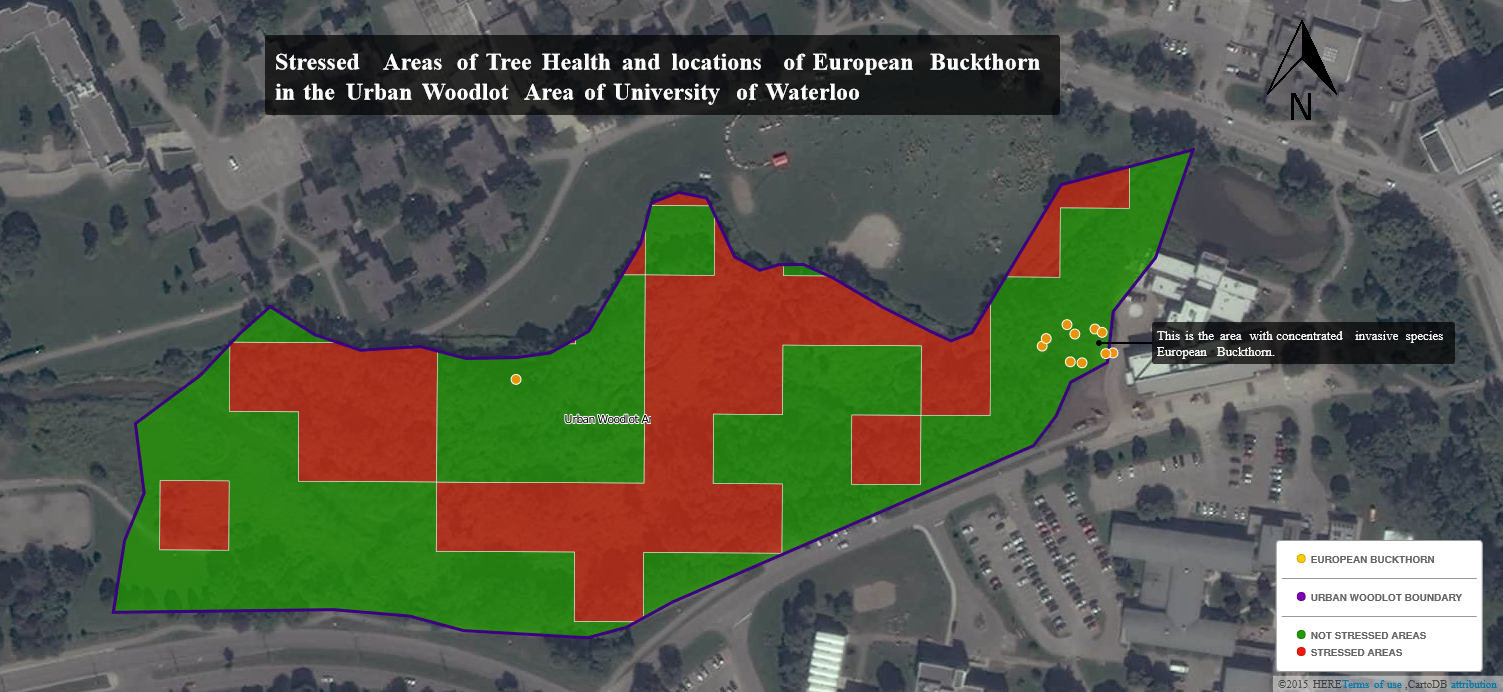 Stressed Areas of Tree Health and locations of European Buckthorn
in the Urban Woodlot Area of University of Waterloo
N
This is the area with concentrated invasive species
European Buckthorn.
Urban Woodlot Ar
EUROPEAN BUCKTHORN
URBAN WOODLOT BOUNDARY
NOT STRESSED AREAS
STRESSED AREAS
©2015 HERE Terms of use ,CartoDB attribution